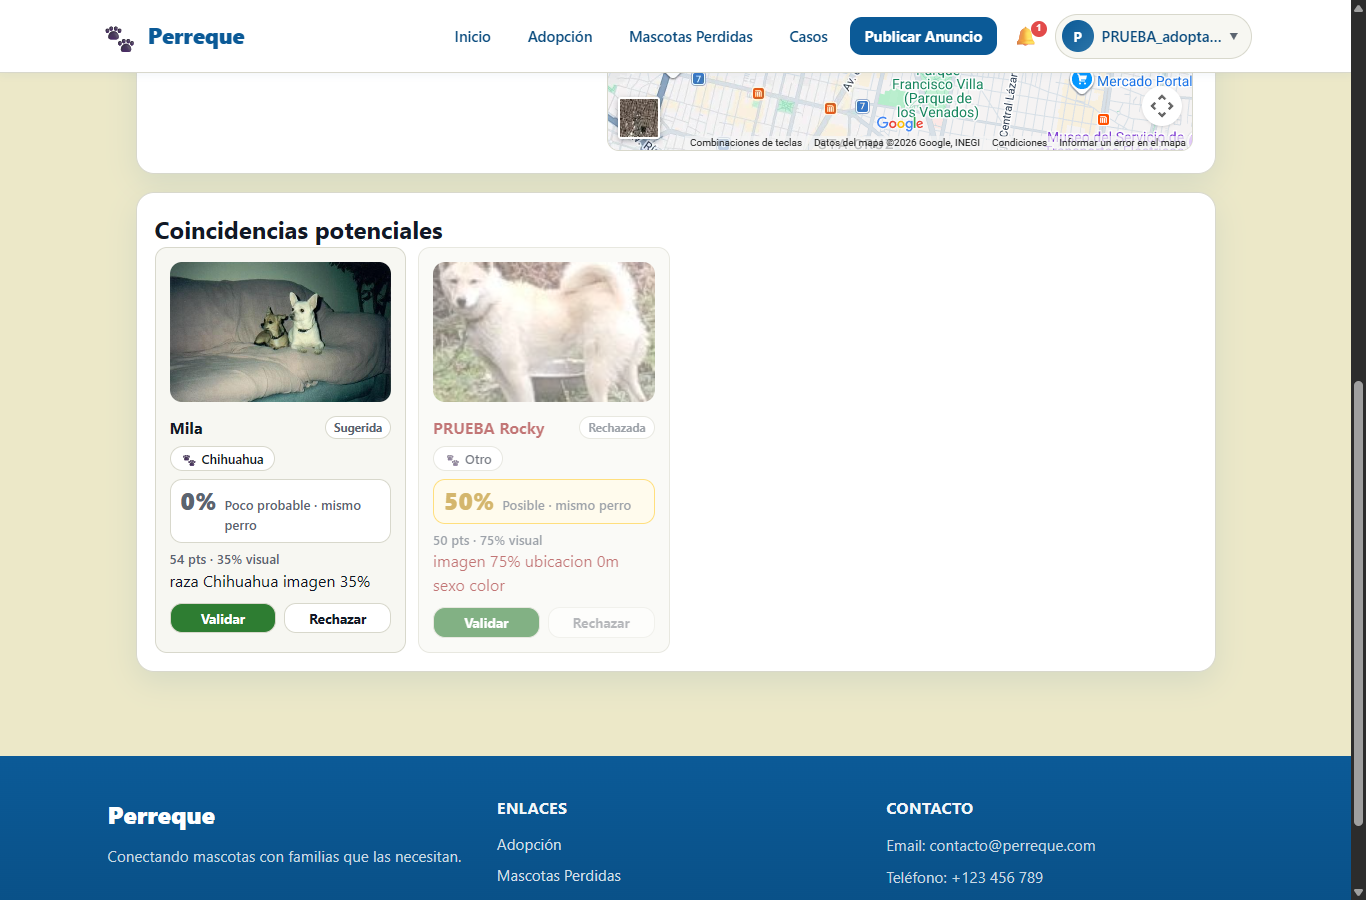 Perreque
Inicio
Adopción
Mascotas Perdidas
Casos
Publicar Anuncio
1
P
PRUEBA_adopta...
7
Av.
Francisco Villa
(Parque de
los Venados)
7
Central Lázar
Mercado Portal
Google
Combinaciones de teclas
Datos del mapa ©2026 Google, INEGI
Condiciones
Informar un error en el mapa
Coincidencias potenciales
Mila
Sugerida
Chihuahua
0% Poco probable · mismo
perro
54 pts · 35% visual
raza Chihuahua imagen 35%
Validar
Rechazar
PRUEBA Rocky
Rechazada
Otro
50% Posible · mismo perro
50 pts · 75% visual
imagen 75% ubicacion 0m
sexo color
Validar
Rechazar
Perreque
Conectando mascotas con familias que las necesitan.
ENLACES
Adopción
Mascotas Perdidas
CONTACTO
Email: contacto@perreque.com
Teléfono: +123 456 789